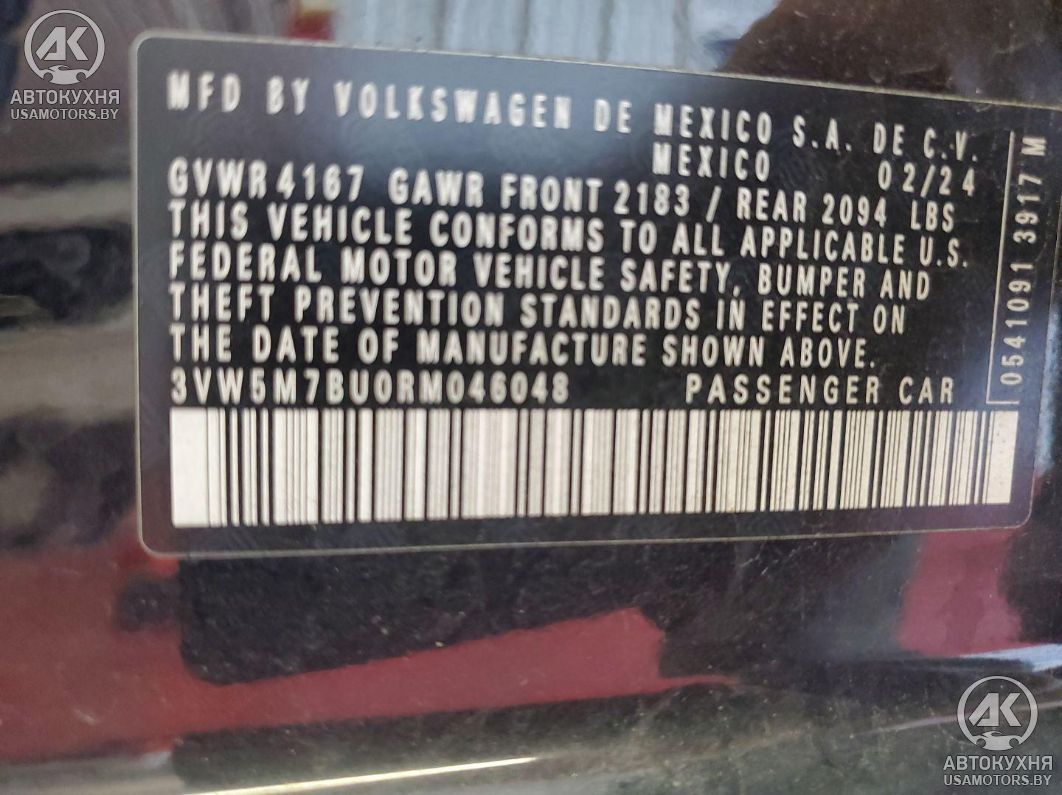 АК
АВТОКУХНЯ
USAMOTORS.BY
MFD BY VOLKSWAGEN DE MEXICO S.A. DE C.V.
MEXICO 02/24
GVWR 4167 GAWR FRONT 2183 / REAR 2094 LBS
THIS VEHICLE CONFORMS TO ALL APPLICABLE U.S.
FEDERAL MOTOR VEHICLE SAFETY, BUMPER AND
THEFT PREVENTION STANDARDS IN EFFECT ON
THE DATE OF MANUFACTURE SHOWN ABOVE.
3VW5M7BU0RM046048 PASSENGER CAR
0541091 3917 M
АК
АВТОКУХНЯ
USAMOTORS.BY